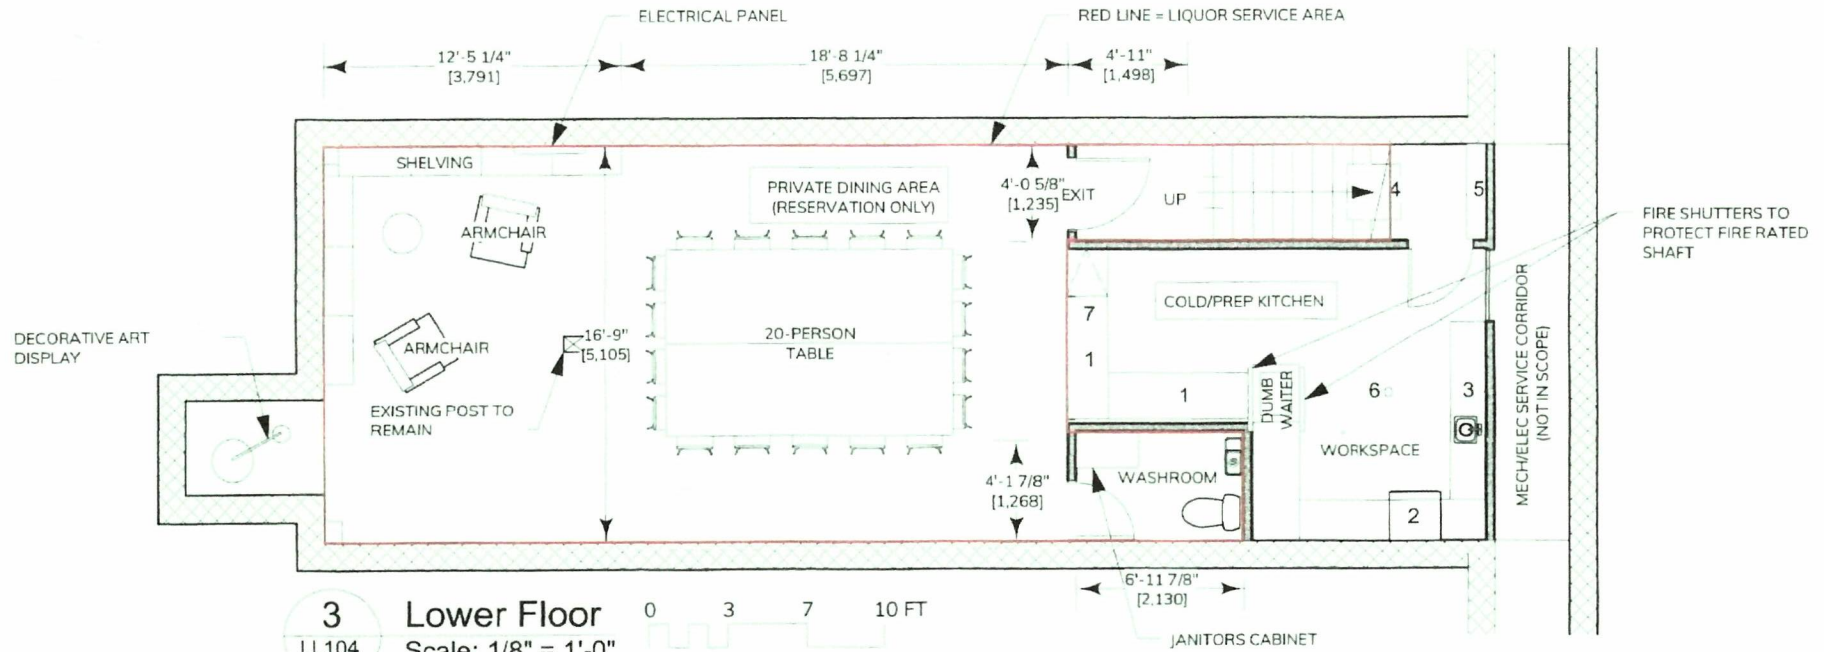 ELECTRICAL PANEL
RED LINE = LIQUOR SERVICE AREA
12'-5 1/4"
[3,791]
18'-8 1/4"
[5,697]
4'-11"
[1,498]
SHELVING
ARMCHAIR
ARMCHAIR
PRIVATE DINING AREA
(RESERVATION ONLY)
4'-0 5/8"
[1,235]
EXIT
UP
4
5
FIRE SHUTTERS TO
PROTECT FIRE RATED
SHAFT
COLD/PREP KITCHEN
7
1
1
DUMB
WAITER
6
3
WORKSPACE
2
MECH/ELEC SERVICE CORRIDOR
(NOT IN SCOPE)
DECORATIVE ART
DISPLAY
16'-9"
[5,105]
20-PERSON
TABLE
EXISTING POST TO
REMAIN
4'-1 7/8"
[1,268]
WASHROOM
6'-11 7/8"
[2,130]
JANITORS CABINET
3
LL104
Lower Floor
Scale: 1/8" = 1'-0"
0 3 7 10 FT